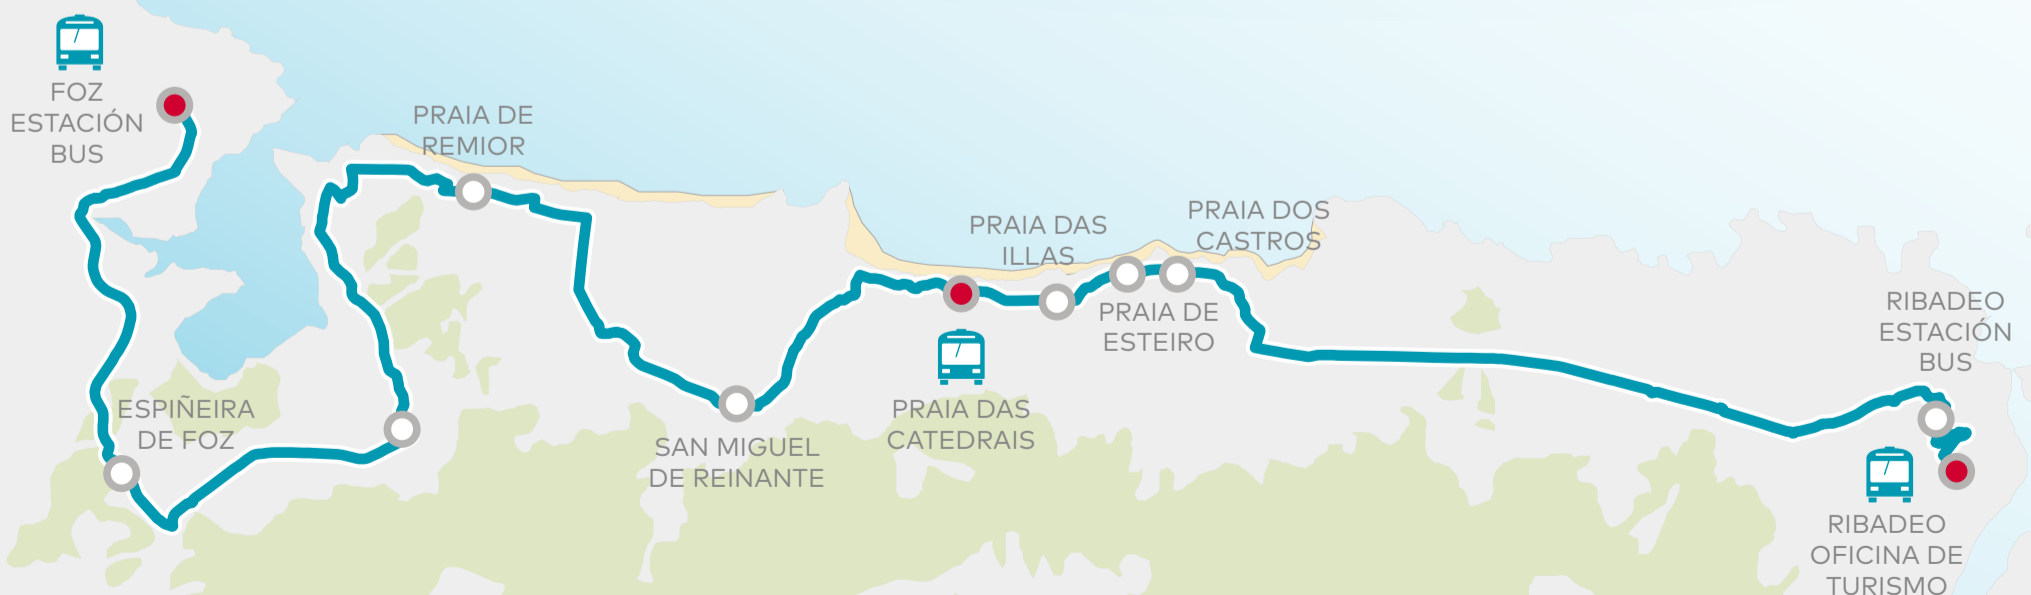 FOZ
ESTACIÓN
BUS
PRAIA DE
REMIOR
ESPIÑEIRA
DE FOZ
SAN MIGUEL
DE REINANTE
PRAIA DAS
CATEDRAIS
PRAIA DAS
ILLAS
PRAIA DE
ESTEIRO
PRAIA DOS
CASTROS
RIBADEO
ESTACIÓN
BUS
RIBADEO
OFICINA DE
TURISMO